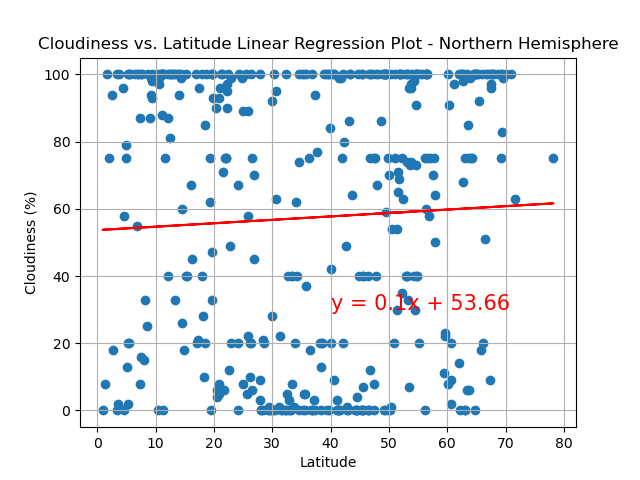 Cloudiness vs. Latitude Linear Regression Plot - Northern Hemisphere
100
80
60
40
20
0
Cloudiness (%)
y = 0.1x + 53.66
0 10 20 30 40 50 60 70 80
Latitude